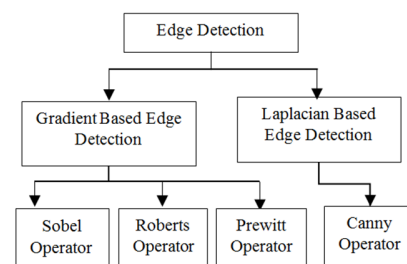 Edge Detection
Gradient Based Edge
Detection
Laplacian Based
Edge Detection
Sobel
Operator
Roberts
Operator
Prewitt
Operator
Canny
Operator